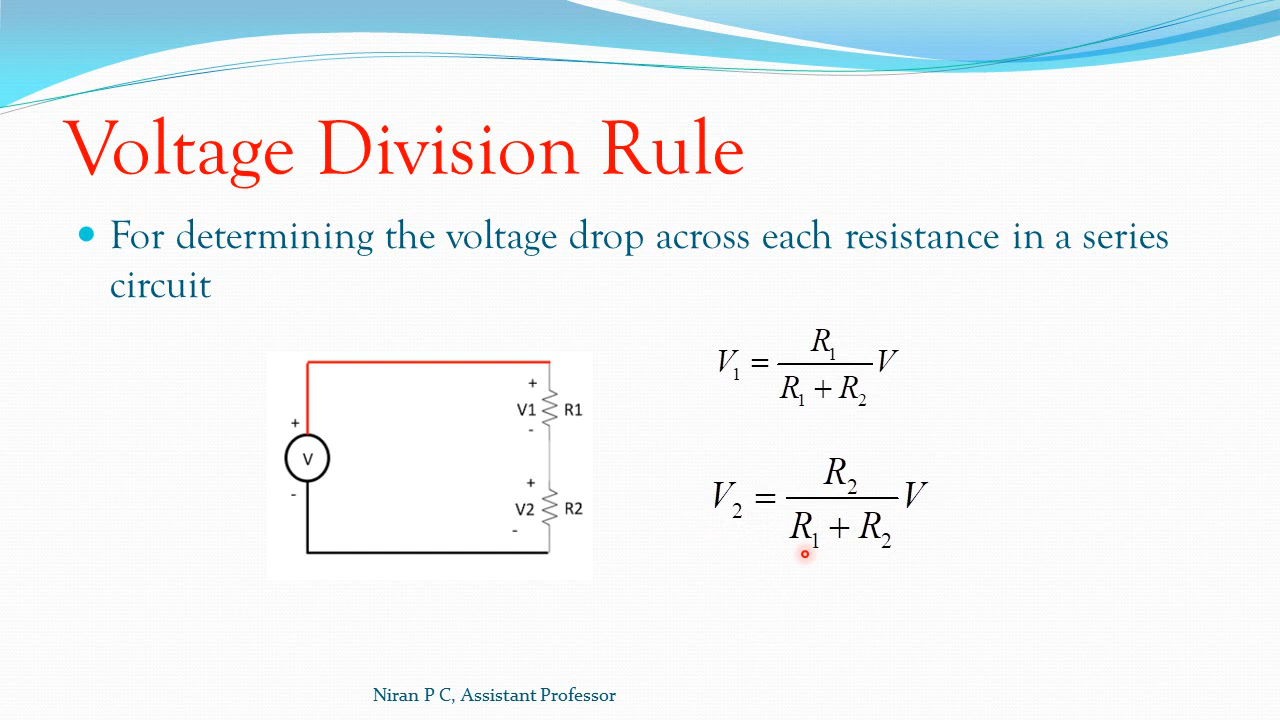 Voltage Division Rule
• For determining the voltage drop across each resistance in a series
circuit
+
V
-
+
V1 R1
-
+
V2 R2
-
V₁ = R₁ / (R₁ + R₂) V
V₂ = R₂ / (R₁ + R₂) V
Niran P C, Assistant Professor